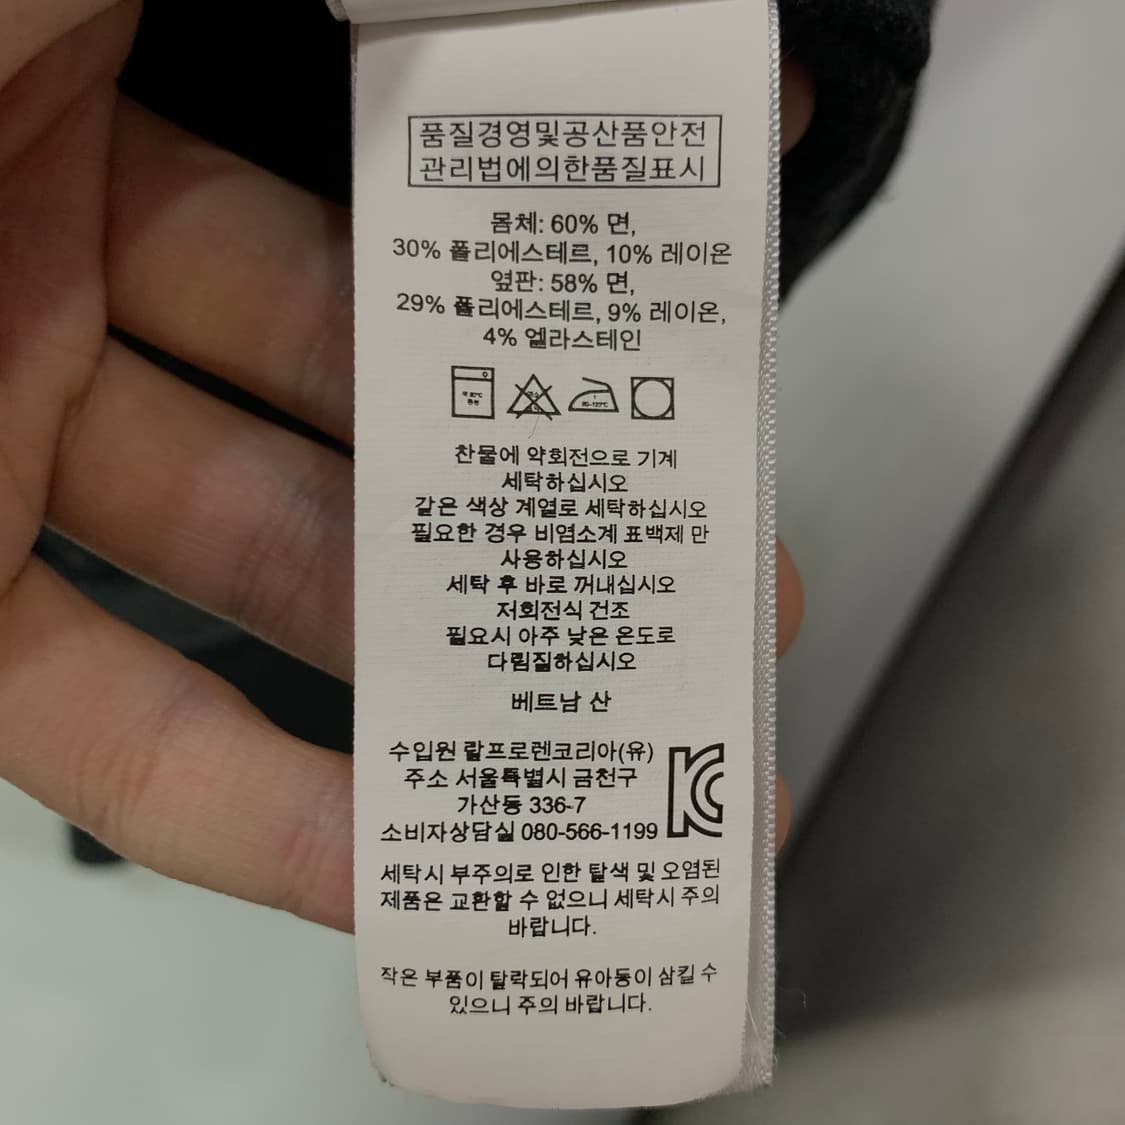 품질경영및공산품안전
관리법에의한품질표시
몸체: 60% 면,
30% 폴리에스테르, 10% 레이온
옆판: 58% 면,
29% 폴리에스테르, 9% 레이온,
4% 엘라스테인
찬물에 약회전으로 기계
세탁하십시오
같은 색상 계열로 세탁하십시오
필요한 경우 비염소계 표백제 만
사용하십시오
세탁 후 바로 꺼내십시오
저회전식 건조
필요시 아주 낮은 온도로
다림질하십시오
베트남 산
수입원 랄프로렌코리아(유)
주소 서울특별시 금천구
가산동 336-7
소비자상담실 080-566-1199
세탁시 부주의로 인한 탈색 및 오염된
제품은 교환할 수 없으니 세탁시 주의
바랍니다.
작은 부품이 탈락되어 유아동이 삼킬 수
있으니 주의 바랍니다.